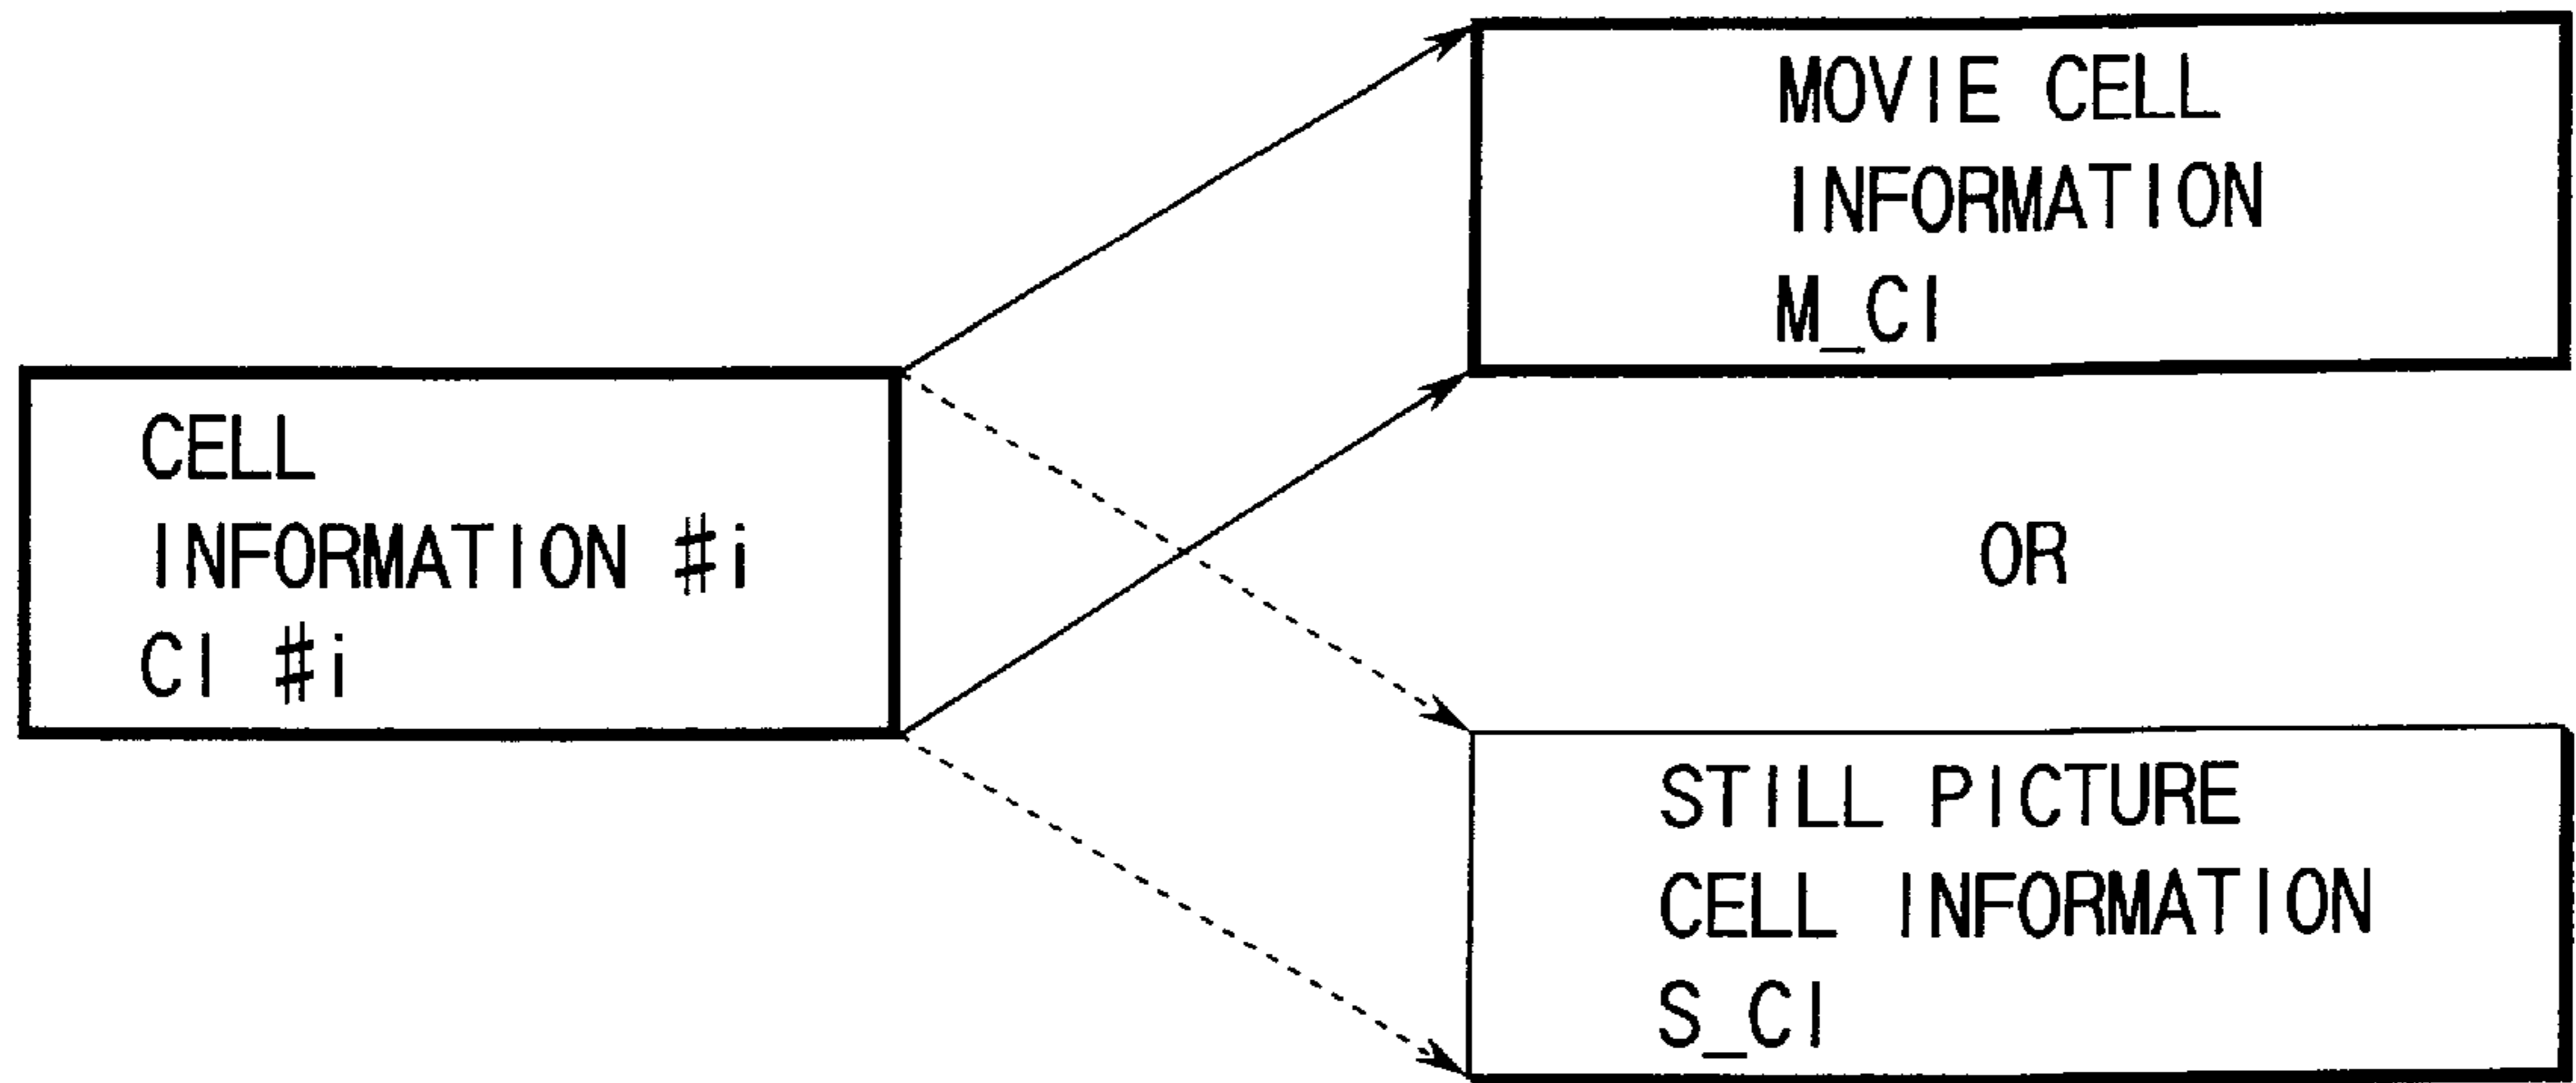 MOVIE CELL
INFORMATION
M_CI
CELL
INFORMATION #i
CI #i
OR
STILL PICTURE
CELL INFORMATION
S_CI